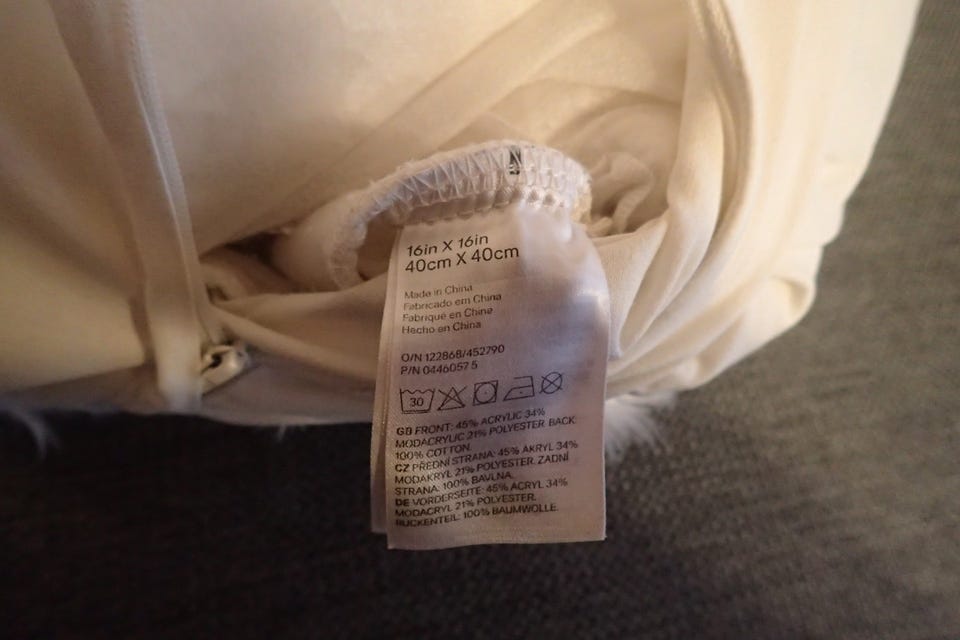 16in X 16in
40cm X 40cm
Made in China
Fabricado em China
Fabriqué en Chine
Hecho en China
O/N 122868/452790
P/N 0446057 5
30
GB FRONT: 45% ACRYLIC 34%
MODACRYLIC 21% POLYESTER. BACK:
100% COTTON.
CZ PŘEDNÍ STRANA: 45% AKRYL 34%
MODAKRYL 21% POLYESTER. ZADNÍ
STRANA: 100% BAVLNA.
DE VORDERSEITE: 45% ACRYL 34%
MODACRYL 21% POLYESTER.
RÜCKENTEIL: 100% BAUMWOLLE.